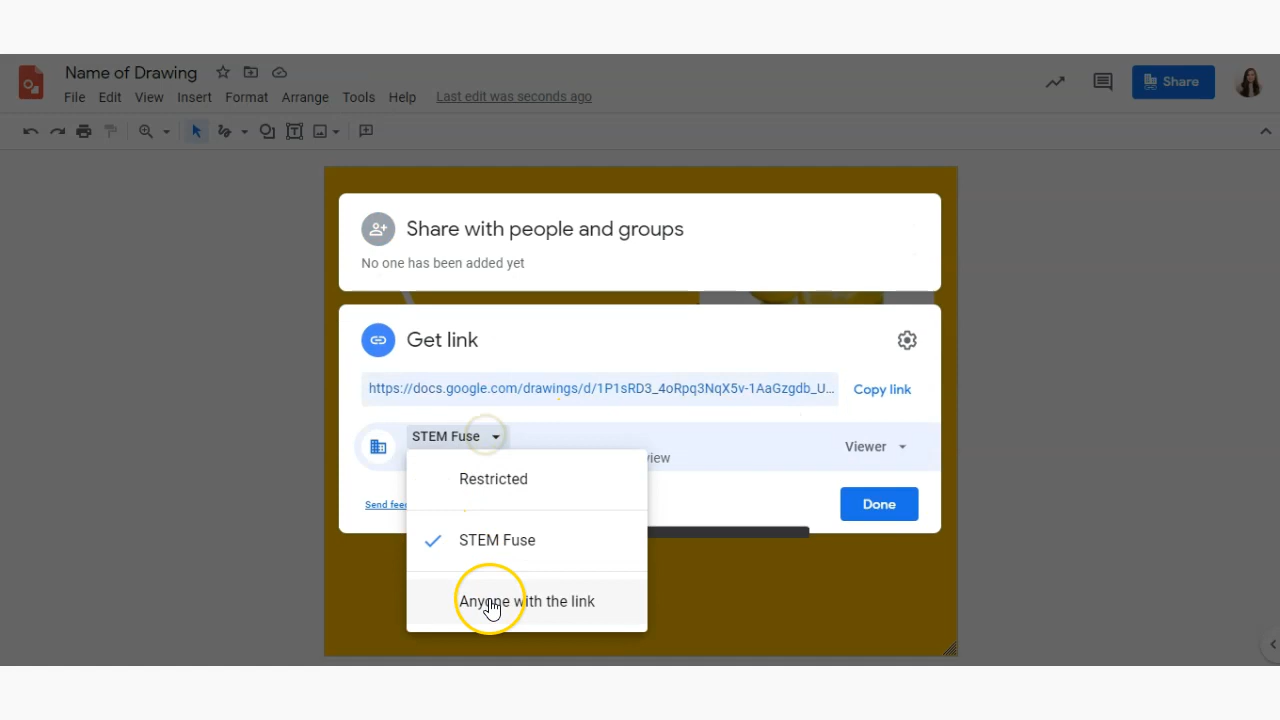 Name of Drawing
File Edit View Insert Format Arrange Tools Help Last edit was seconds ago
Share
Share with people and groups
No one has been added yet
Get link
https://docs.google.com/drawings/d/1P1sRD3_4oRpq3NqX5v-1AaGzgdb_U...
Copy link
STEM Fuse
view
Viewer
Restricted
Send fee
Done
STEM Fuse
Anyone with the link